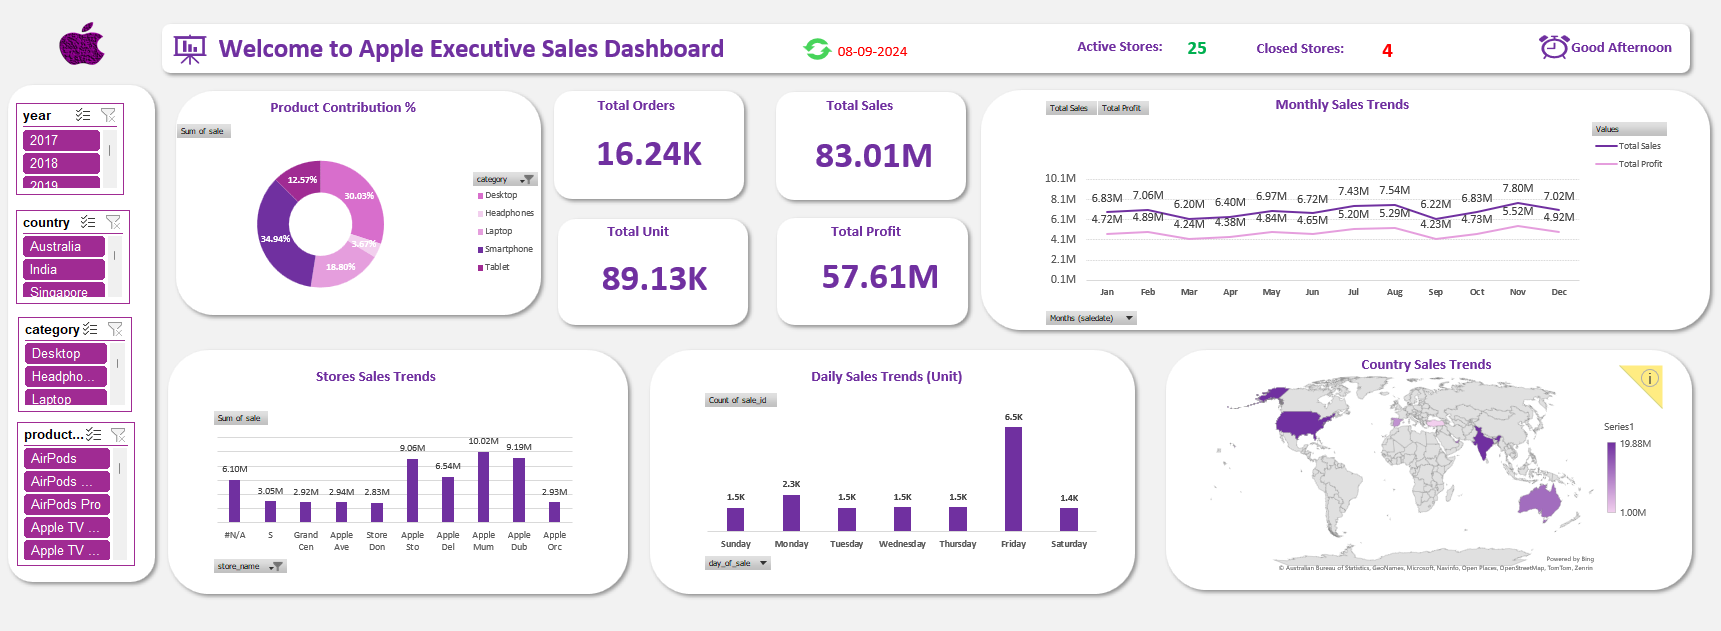 Welcome to Apple Executive Sales Dashboard
08-09-2024
Active Stores: 25
Closed Stores: 4
Good Afternoon
year
2017
2018
2019
country
Australia
India
Singapore
category
Desktop
Headpho...
Laptop
product...
AirPods
AirPods ...
AirPods Pro
Apple TV ...
Apple TV ...
Product Contribution %
Sum of sale
12.57%
30.03%
34.94%
3.67%
18.80%
category
Desktop
Headphones
Laptop
Smartphone
Tablet
Total Orders
16.24K
Total Sales
83.01M
Total Unit
89.13K
Total Profit
57.61M
Total Sales Total Profit
Monthly Sales Trends
Values
Total Sales
Total Profit
10.1M
8.1M
6.1M
4.1M
2.1M
0.1M
6.83M 7.06M 6.20M 6.40M 6.97M 6.72M 7.43M 7.54M 6.22M 6.83M 7.80M 7.02M
4.72M 4.89M 4.24M 4.38M 4.84M 4.65M 5.20M 5.29M 4.23M 4.73M 5.52M 4.92M
Jan Feb Mar Apr May Jun Jul Aug Sep Oct Nov Dec
Months (saledate)
Stores Sales Trends
Sum of sale
6.10M 3.05M 2.92M 2.94M 2.83M 9.06M 6.54M 10.02M 9.19M 2.93M
#N/A S Grand Apple Store Apple Apple Apple Apple Apple
Cen Ave Don Sto Del Mum Dub Orc
store_name
Daily Sales Trends (Unit)
Count of sale_id
1.5K 2.3K 1.5K 1.5K 1.5K 6.5K 1.4K
Sunday Monday Tuesday Wednesday Thursday Friday Saturday
day_of_sale
Country Sales Trends
i
Series1
19.88M
1.00M
Powered by Bing
© Australian Bureau of Statistics, GeoNames, Microsoft, Navinfo, Open Places, OpenStreetMap, TomTom, Zenrin